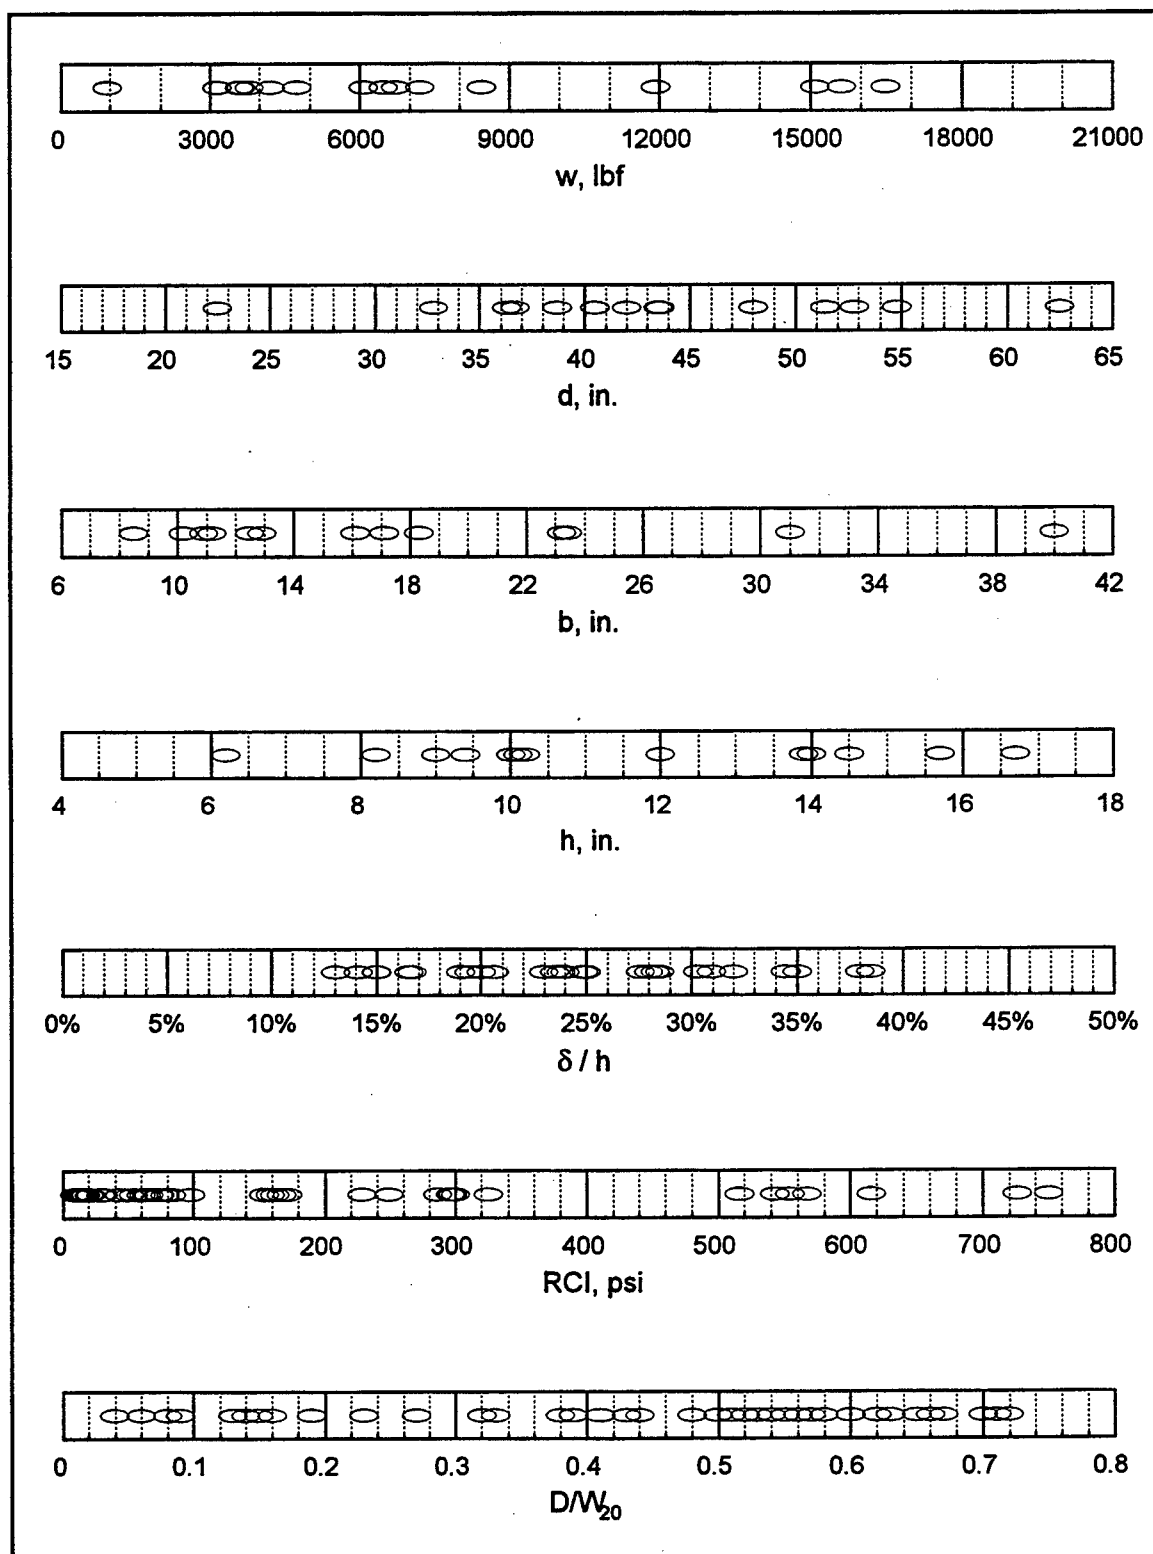 0 3000 6000 9000 12000 15000 18000 21000
w, lbf
15 20 25 30 35 40 45 50 55 60 65
d, in.
6 10 14 18 22 26 30 34 38 42
b, in.
4 6 8 10 12 14 16 18
h, in.
0% 5% 10% 15% 20% 25% 30% 35% 40% 45% 50%
δ / h
0 100 200 300 400 500 600 700 800
RCI, psi
0 0.1 0.2 0.3 0.4 0.5 0.6 0.7 0.8
D/W20